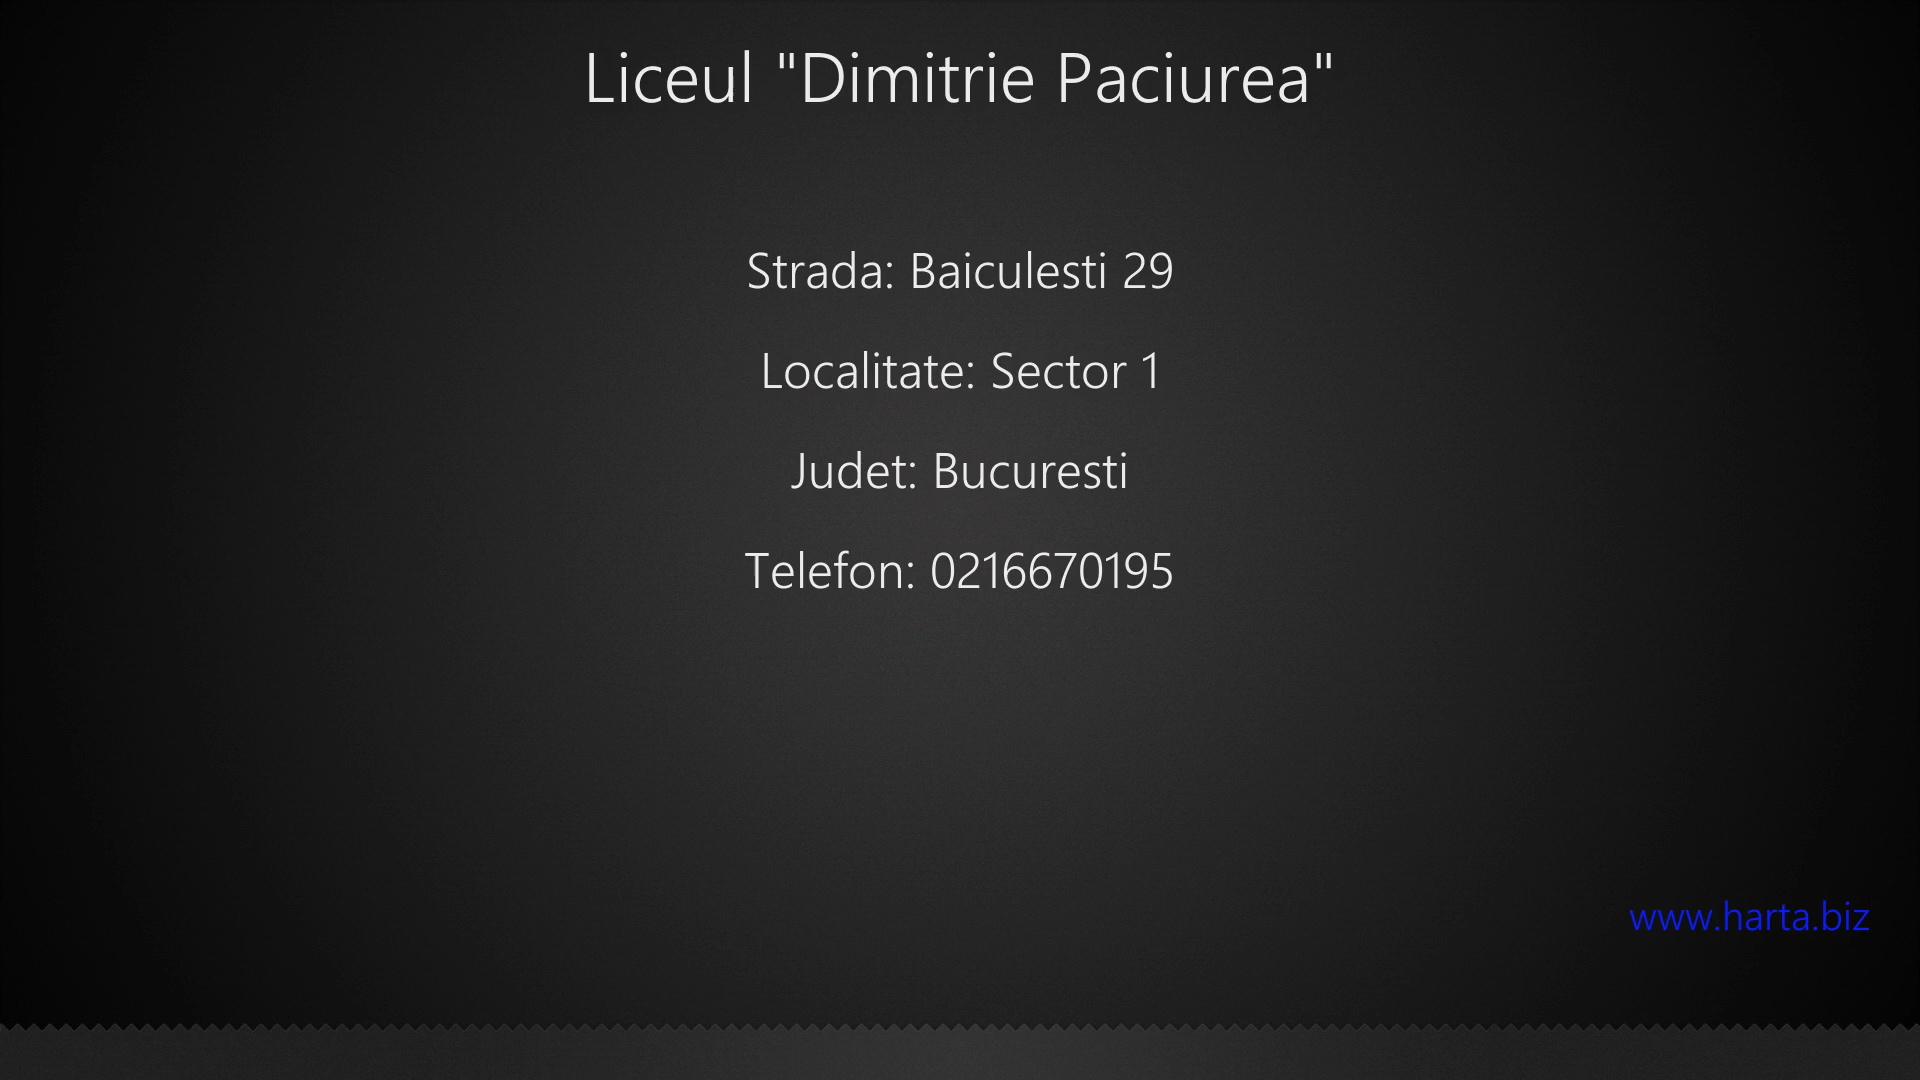 Liceul "Dimitrie Paciurea"
Strada: Baiculesti 29
Localitate: Sector 1
Judet: Bucuresti
Telefon: 0216670195
www.harta.biz